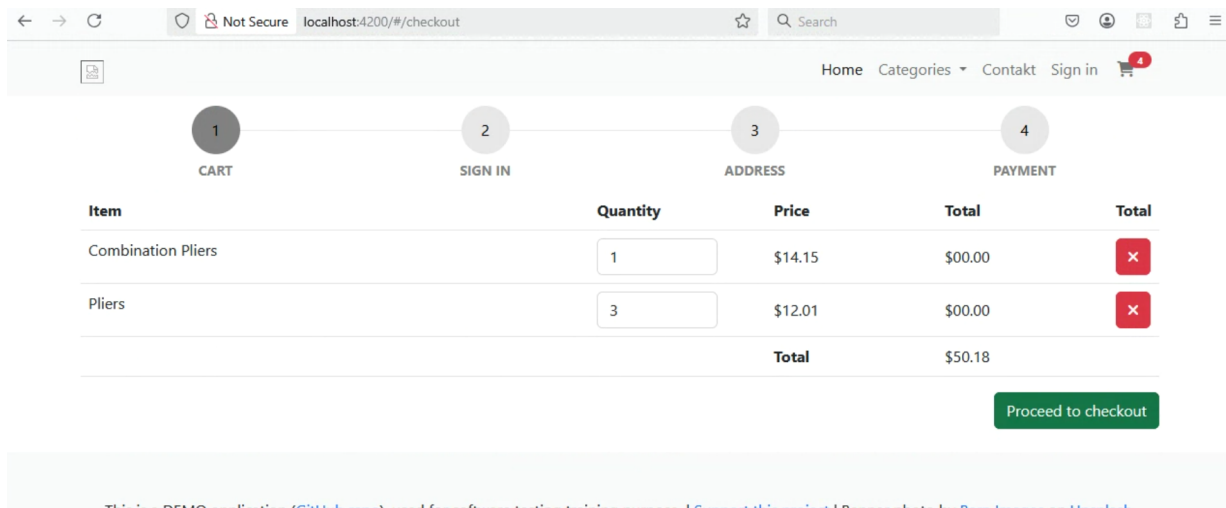 Not Secure localhost:4200/#/checkout Search
Home Categories Contakt Sign in 4
1 2 3 4
CART SIGN IN ADDRESS PAYMENT
Item Quantity Price Total Total
Combination Pliers 1 $14.15 $00.00
Pliers 3 $12.01 $00.00
Total $50.18
Proceed to checkout